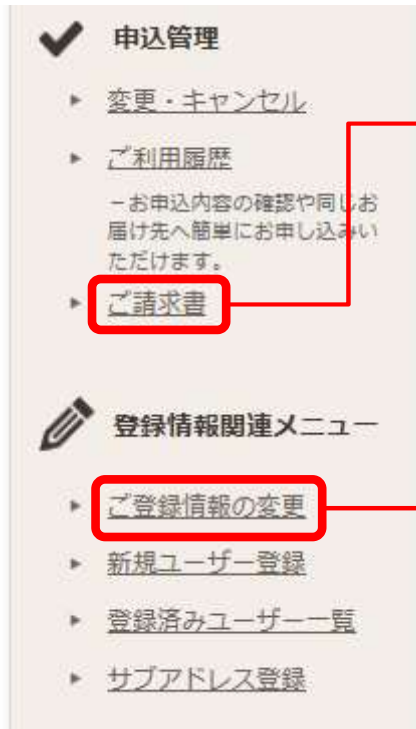 申込管理
変更・キャンセル
ご利用履歴
－お申込内容の確認や同じお
届け先へ簡単にお申し込みい
ただけます。
ご請求書
登録情報関連メニュー
ご登録情報の変更
新規ユーザー登録
登録済みユーザー一覧
サブアドレス登録